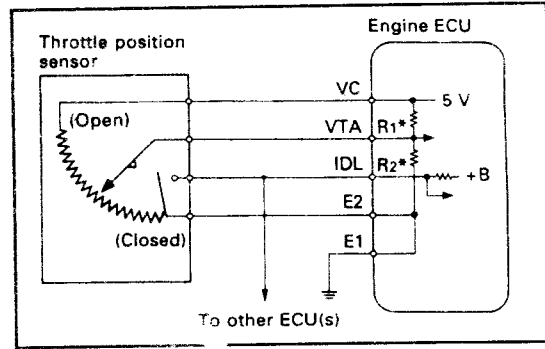 Engine ECU
Throttle position
sensor
VC
5 V
(Open)
VTA
R1*
IDL
R2*
+B
E2
(Closed)
E1
To other ECU(s)